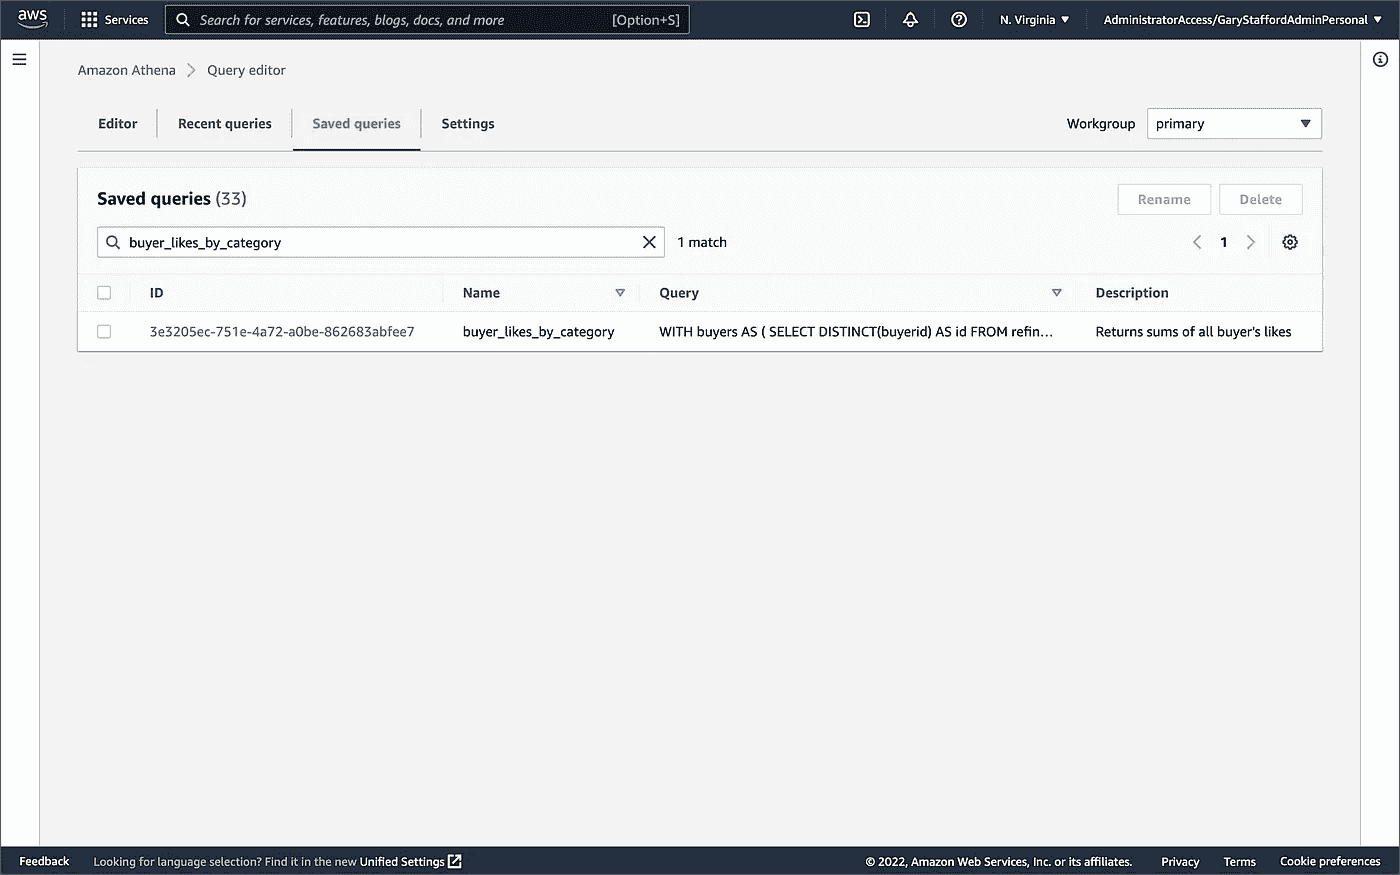 aws Services Search for services, features, blogs, docs, and more [Option+S] N. Virginia ▼ AdministratorAccess/GaryStaffordAdminPersonal ▼
Amazon Athena > Query editor
Editor Recent queries Saved queries Settings Workgroup primary
Saved queries (33) Rename Delete
buyer_likes_by_category 1 match 1
ID Name Query Description
3e3205ec-751e-4a72-a0be-862683abfee7 buyer_likes_by_category WITH buyers AS ( SELECT DISTINCT(buyerid) AS id FROM refin... Returns sums of all buyer's likes
Feedback Looking for language selection? Find it in the new Unified Settings © 2022, Amazon Web Services, Inc. or its affiliates. Privacy Terms Cookie preferences